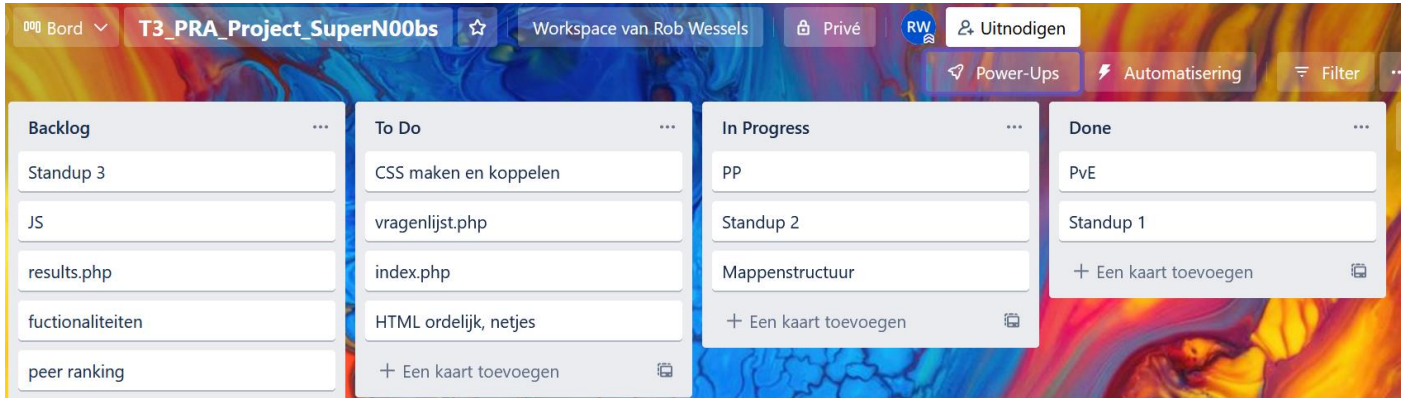 Bord
T3_PRA_Project_SuperN00bs
Workspace van Rob Wessels
Privé
RW
Uitnodigen
Power-Ups
Automatisering
Filter
Backlog
Standup 3
JS
results.php
fuctionaliteiten
peer ranking
To Do
CSS maken en koppelen
vragenlijst.php
index.php
HTML ordelijk, netjes
+ Een kaart toevoegen
In Progress
PP
Standup 2
Mappenstructuur
+ Een kaart toevoegen
Done
PvE
Standup 1
+ Een kaart toevoegen